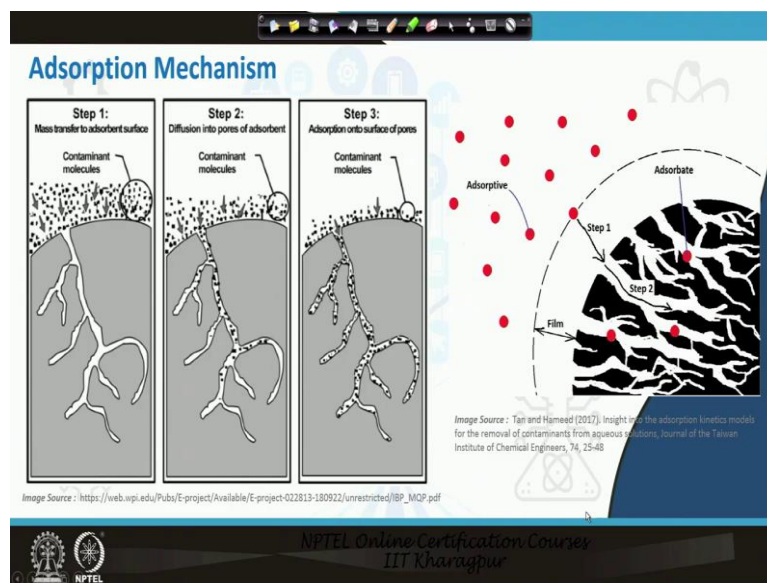 Adsorption Mechanism
Step 1:
Mass transfer to adsorbent surface
Contaminant
molecules
Step 2:
Diffusion into pores of adsorbent
Contaminant
molecules
Step 3:
Adsorption onto surface of pores
Contaminant
molecules
Adsorptive
Adsorbate
Step 1
Step 2
Film
Image Source : Tan and Hameed (2017). Insight into the adsorption kinetics models
for the removal of contaminants from aqueous solutions, Journal of the Taiwan
Institute of Chemical Engineers, 74, 25-48
Image Source : https://web.wpi.edu/Pubs/E-project/Available/E-project-022813-180922/unrestricted/IBP_MQP.pdf
NPTEL Online Certification Courses
IIT Kharagpur
NPTEL